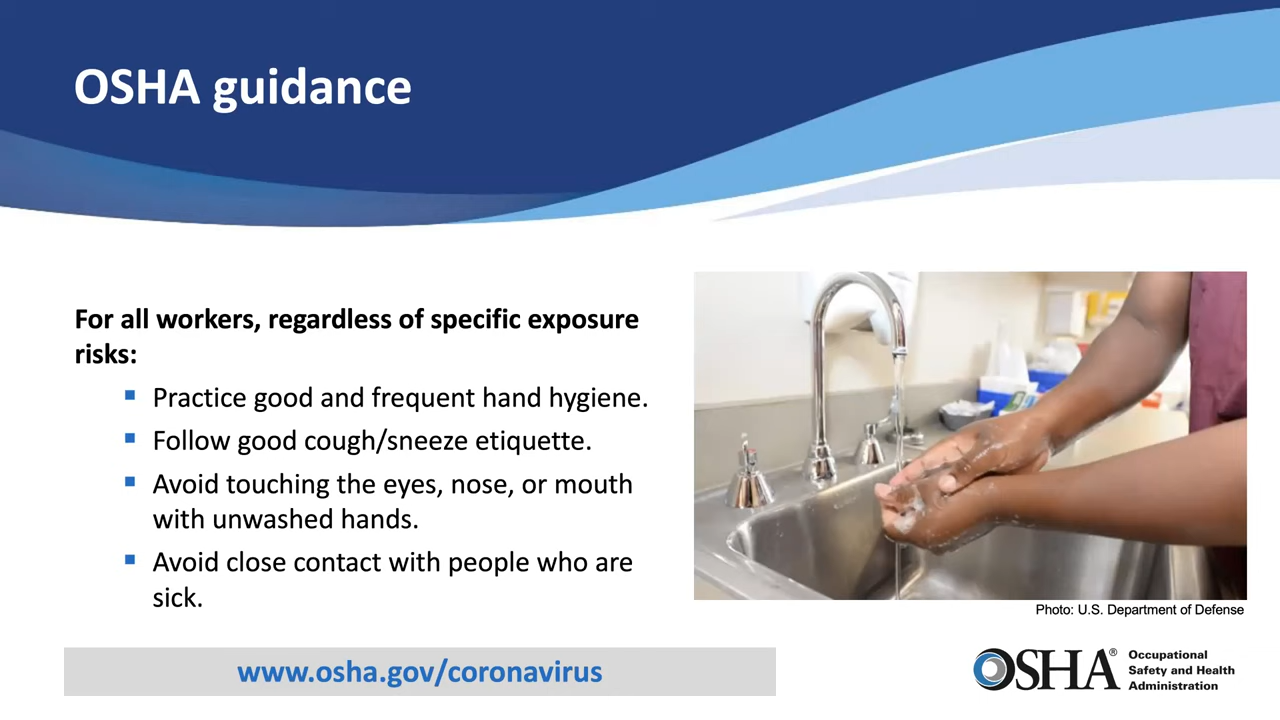 OSHA guidance
For all workers, regardless of specific exposure
risks:
▪ Practice good and frequent hand hygiene.
▪ Follow good cough/sneeze etiquette.
▪ Avoid touching the eyes, nose, or mouth
with unwashed hands.
▪ Avoid close contact with people who are
sick.
Photo: U.S. Department of Defense
www.osha.gov/coronavirus
OSHA®
Occupational
Safety and Health
Administration